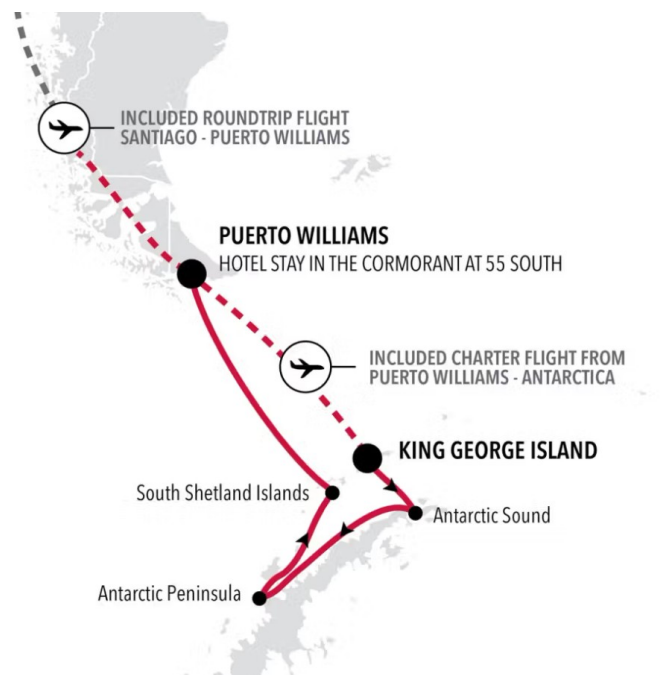 INCLUDED ROUNDTRIP FLIGHT
SANTIAGO - PUERTO WILLIAMS
PUERTO WILLIAMS
HOTEL STAY IN THE CORMORANT AT 55 SOUTH
INCLUDED CHARTER FLIGHT FROM
PUERTO WILLIAMS - ANTARCTICA
KING GEORGE ISLAND
South Shetland Islands
Antarctic Sound
Antarctic Peninsula